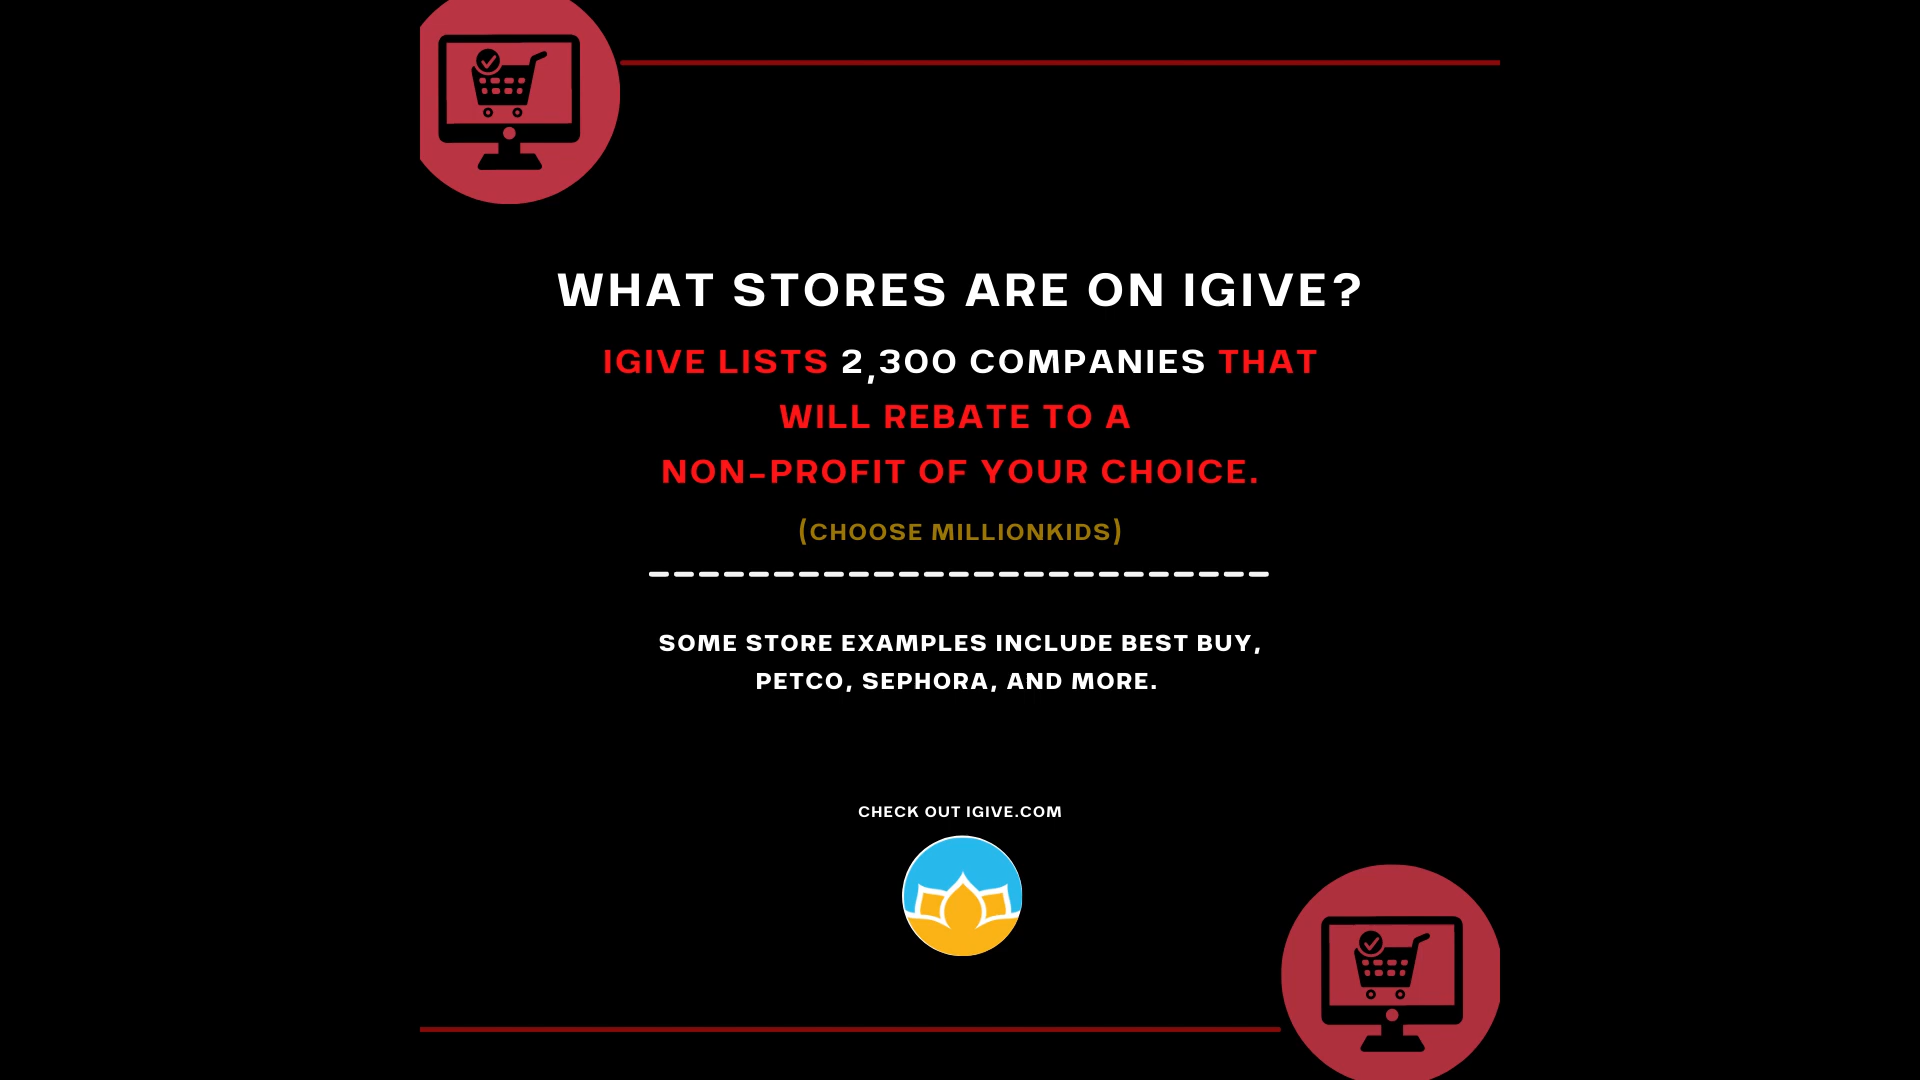 WHAT STORES ARE ON IGIVE?
IGIVE LISTS 2,300 COMPANIES THAT
WILL REBATE TO A
NON-PROFIT OF YOUR CHOICE.
(CHOOSE MILLIONKIDS)
SOME STORE EXAMPLES INCLUDE BEST BUY,
PETCO, SEPHORA, AND MORE.
CHECK OUT IGIVE.COM